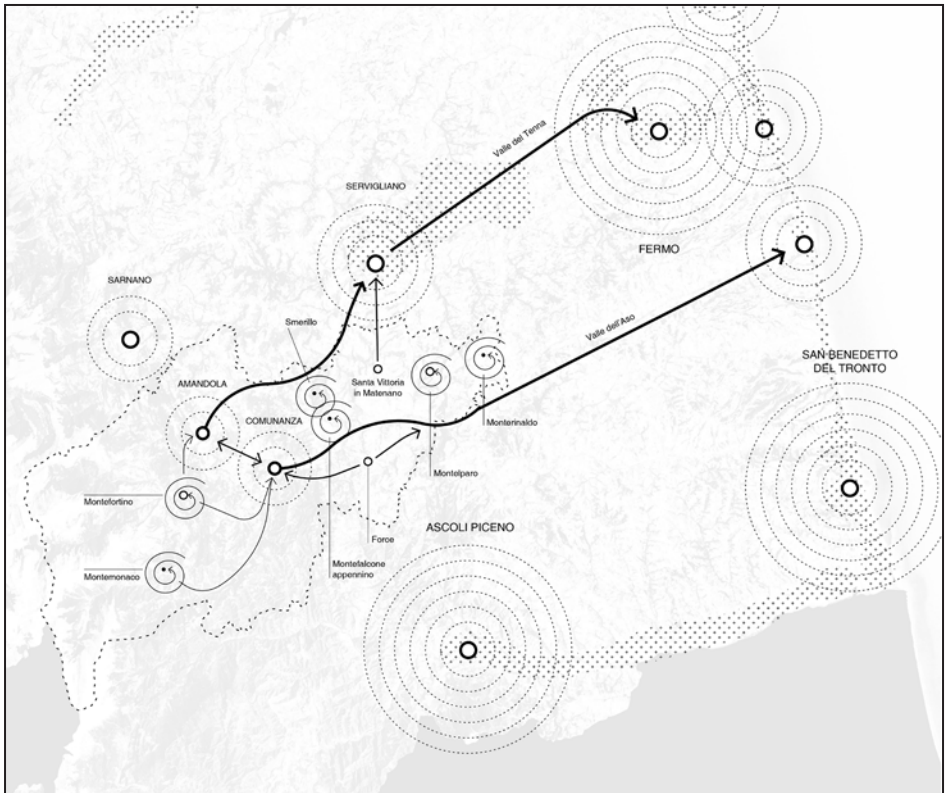 Valle del Tenna
SERVIGLIANO
FERMO
SARNANO
Smerillo
Valle dell'Aso
SAN BENEDETTO
DEL TRONTO
AMANDOLA
Santa Vittoria
in Matenano
COMUNANZA
Monterinaldo
Montelparo
Montefortino
ASCOLI PICENO
Force
Montefalcone
appennino
Montemonaco